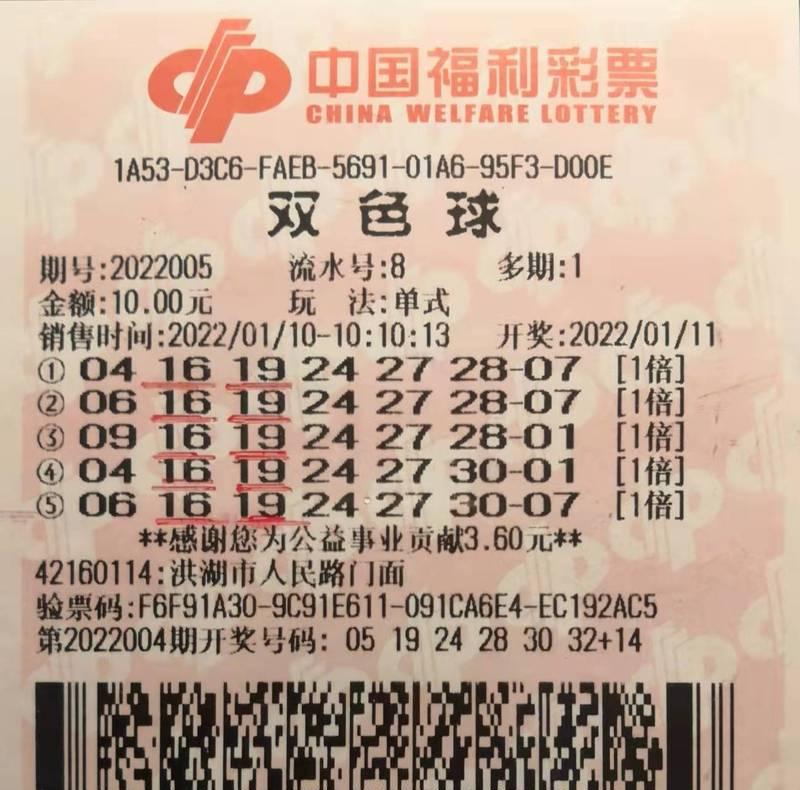 中国福利彩票
CHINA WELFARE LOTTERY
1A53-D3C6-FAEB-5691-01A6-95F3-D00E
双色球
期号:2022005 流水号:8 多期:1
金额:10.00元 玩 法:单式
销售时间:2022/01/10-10:10:13 开奖:2022/01/11
① 04 16 19 24 27 28-07 [1倍]
② 06 16 19 24 27 28-07 [1倍]
③ 09 16 19 24 27 28-01 [1倍]
④ 04 16 19 24 27 30-01 [1倍]
⑤ 06 16 19 24 27 30-07 [1倍]
**感谢您为公益事业贡献3.60元**
42160114:洪湖市人民路门面
验票码:F6F91A30-9C91E611-091CA6E4-EC192AC5
第2022004期开奖号码: 05 19 24 28 30 32+14